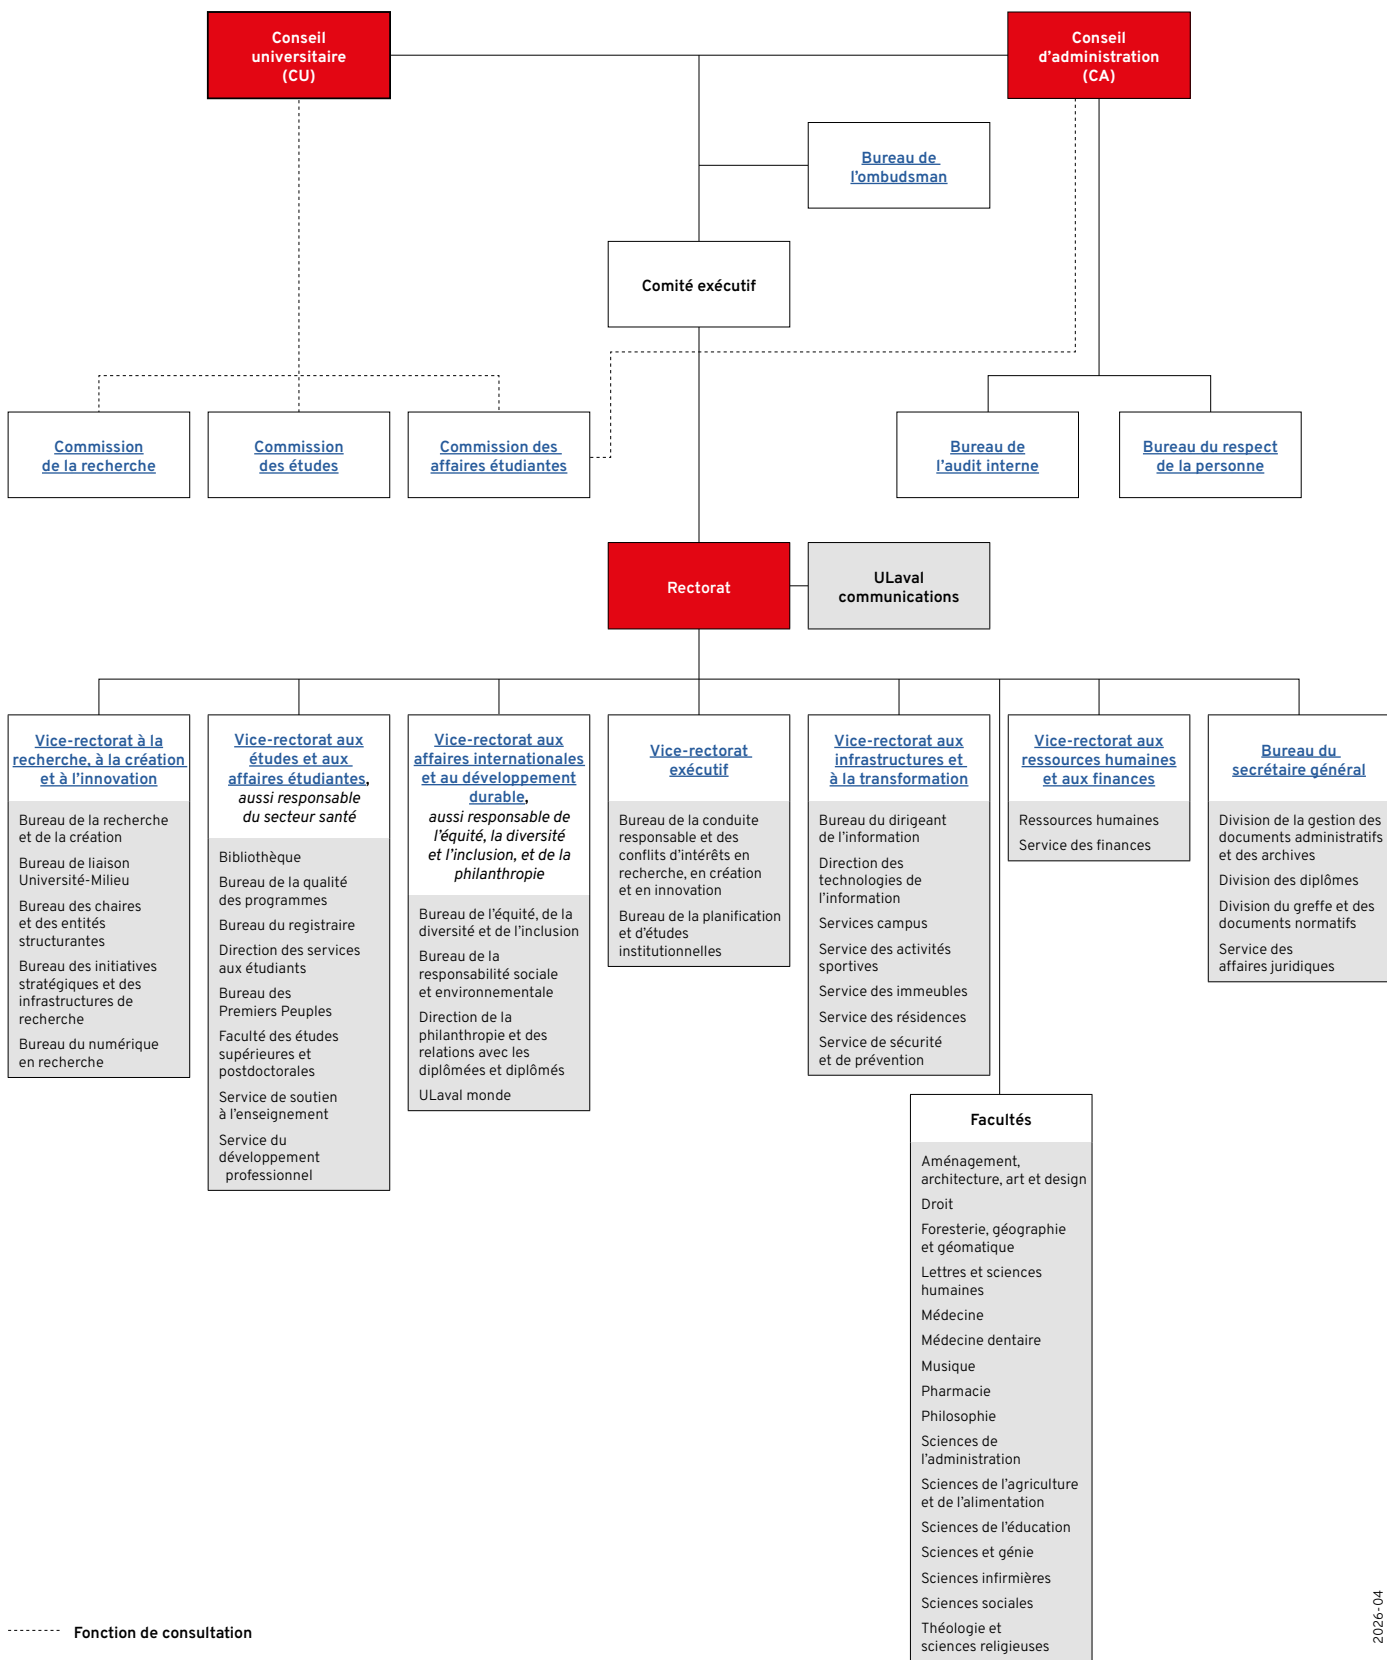 Conseil
universitaire
(CU)
Conseil
d'administration
(CA)
Bureau de
l'ombudsman
Comité exécutif
Commission
de la recherche
Commission
des études
Commission des
affaires étudiantes
Bureau de
l'audit interne
Bureau du respect
de la personne
Rectorat
ULaval
communications
Vice-rectorat à la
recherche, à la création
et à l'innovation
Bureau de la recherche
et de la création
Bureau de liaison
Université-Milieu
Bureau des chaires
et des entités
structurantes
Bureau des initiatives
stratégiques et des
infrastructures de
recherche
Bureau du numérique
en recherche
Vice-rectorat aux
études et aux
affaires étudiantes,
aussi responsable
du secteur santé
Bibliothèque
Bureau de la qualité
des programmes
Bureau du registraire
Direction des services
aux étudiants
Bureau des
Premiers Peuples
Faculté des études
supérieures et
postdoctorales
Service de soutien
à l'enseignement
Service du
développement
professionnel
Vice-rectorat aux
affaires internationales
et au développement
durable,
aussi responsable de
l'équité, la diversité
et l'inclusion, et de la
philanthropie
Bureau de l'équité, de la
diversité et de l'inclusion
Bureau de la
responsabilité sociale
et environnementale
Direction de la
philanthropie et des
relations avec les
diplômées et diplômés
ULaval monde
Vice-rectorat
exécutif
Bureau de la conduite
responsable et des
conflits d'intérêts en
recherche, en création
et en innovation
Bureau de la planification
et d'études
institutionnelles
Vice-rectorat aux
infrastructures et
à la transformation
Bureau du dirigeant
de l'information
Direction des
technologies de
l'information
Services campus
Service des activités
sportives
Service des immeubles
Service des résidences
Service de sécurité
et de prévention
Vice-rectorat aux
ressources humaines
et aux finances
Ressources humaines
Service des finances
Bureau du
secrétaire général
Division de la gestion des
documents administratifs
et des archives
Division des diplômes
Division du greffe et des
documents normatifs
Service des
affaires juridiques
Facultés
Aménagement,
architecture, art et design
Droit
Foresterie, géographie
et géomatique
Lettres et sciences
humaines
Médecine
Médecine dentaire
Musique
Pharmacie
Philosophie
Sciences de
l'administration
Sciences de l'agriculture
et de l'alimentation
Sciences de l'éducation
Sciences et génie
Sciences infirmières
Sciences sociales
Théologie et
sciences religieuses
Fonction de consultation
2026-04